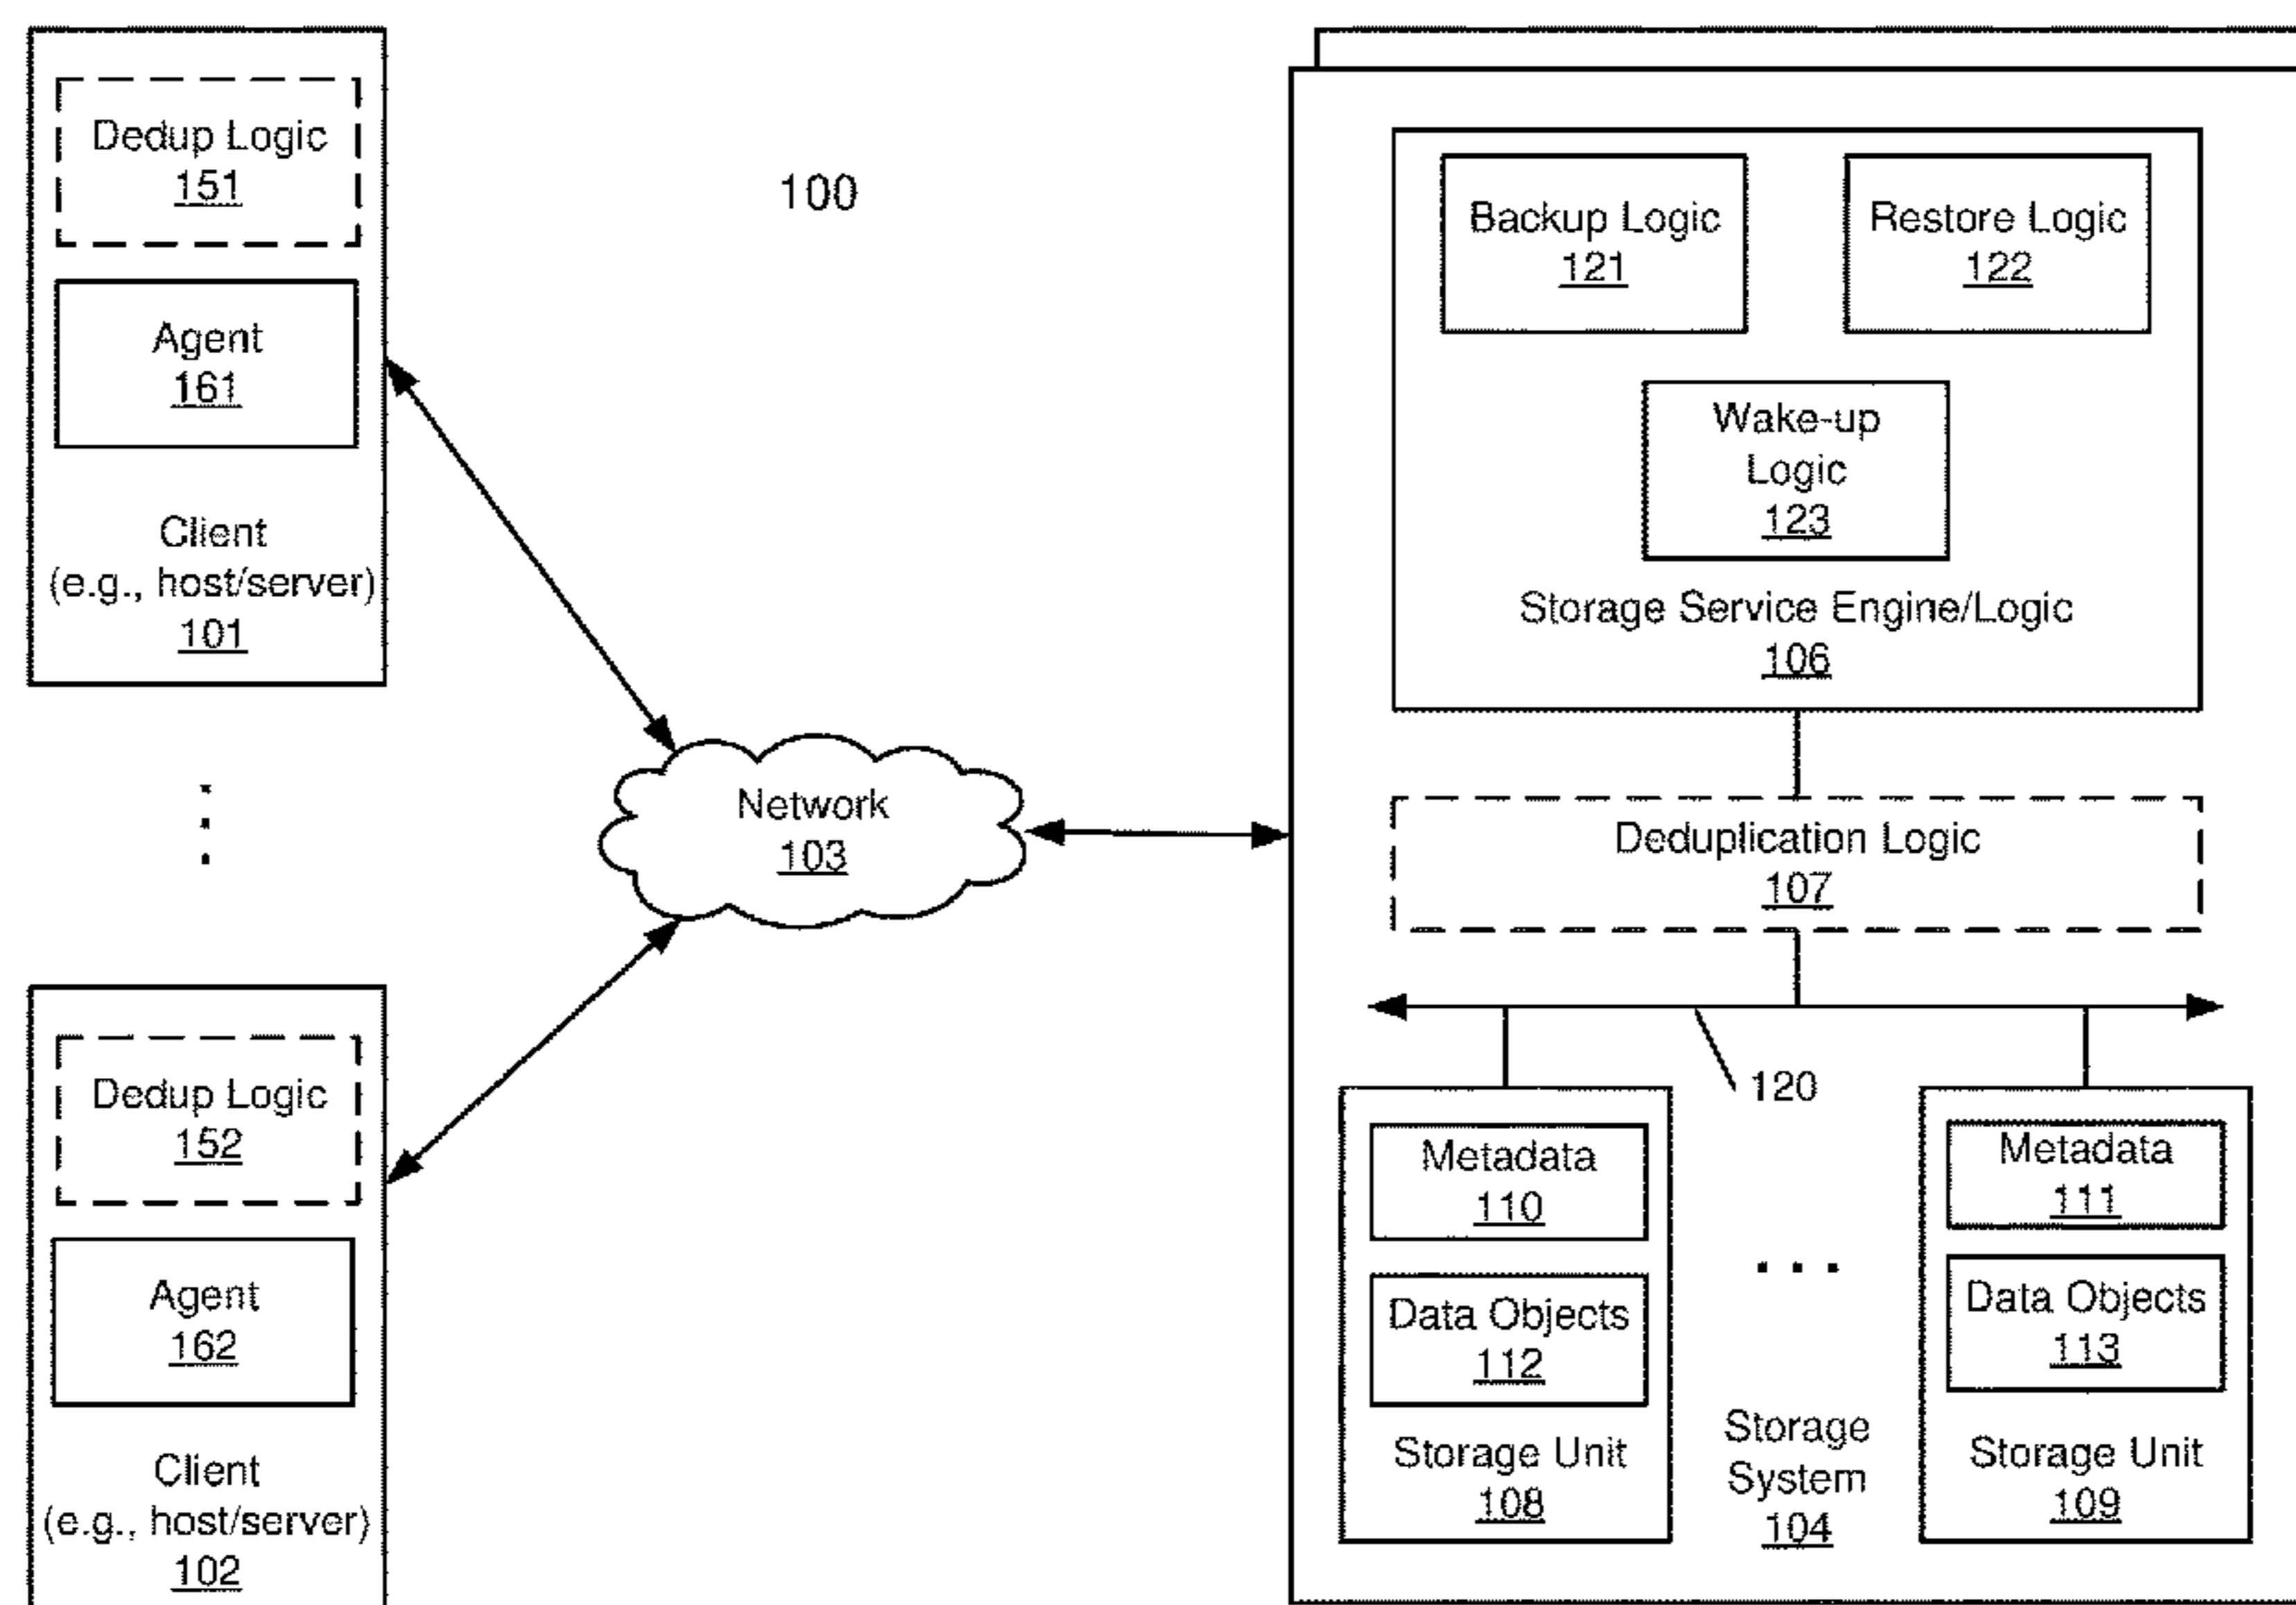 Dedup Logic
151
Agent
161
Client
(e.g., host/server)
101
100
Backup Logic
121
Restore Logic
122
Wake-up
Logic
123
Storage Service Engine/Logic
106
Network
103
Deduplication Logic
107
120
Dedup Logic
152
Agent
162
Client
(e.g., host/server)
102
Metadata
110
Data Objects
112
Storage Unit
108
Storage
System
104
Metadata
111
Data Objects
113
Storage Unit
109